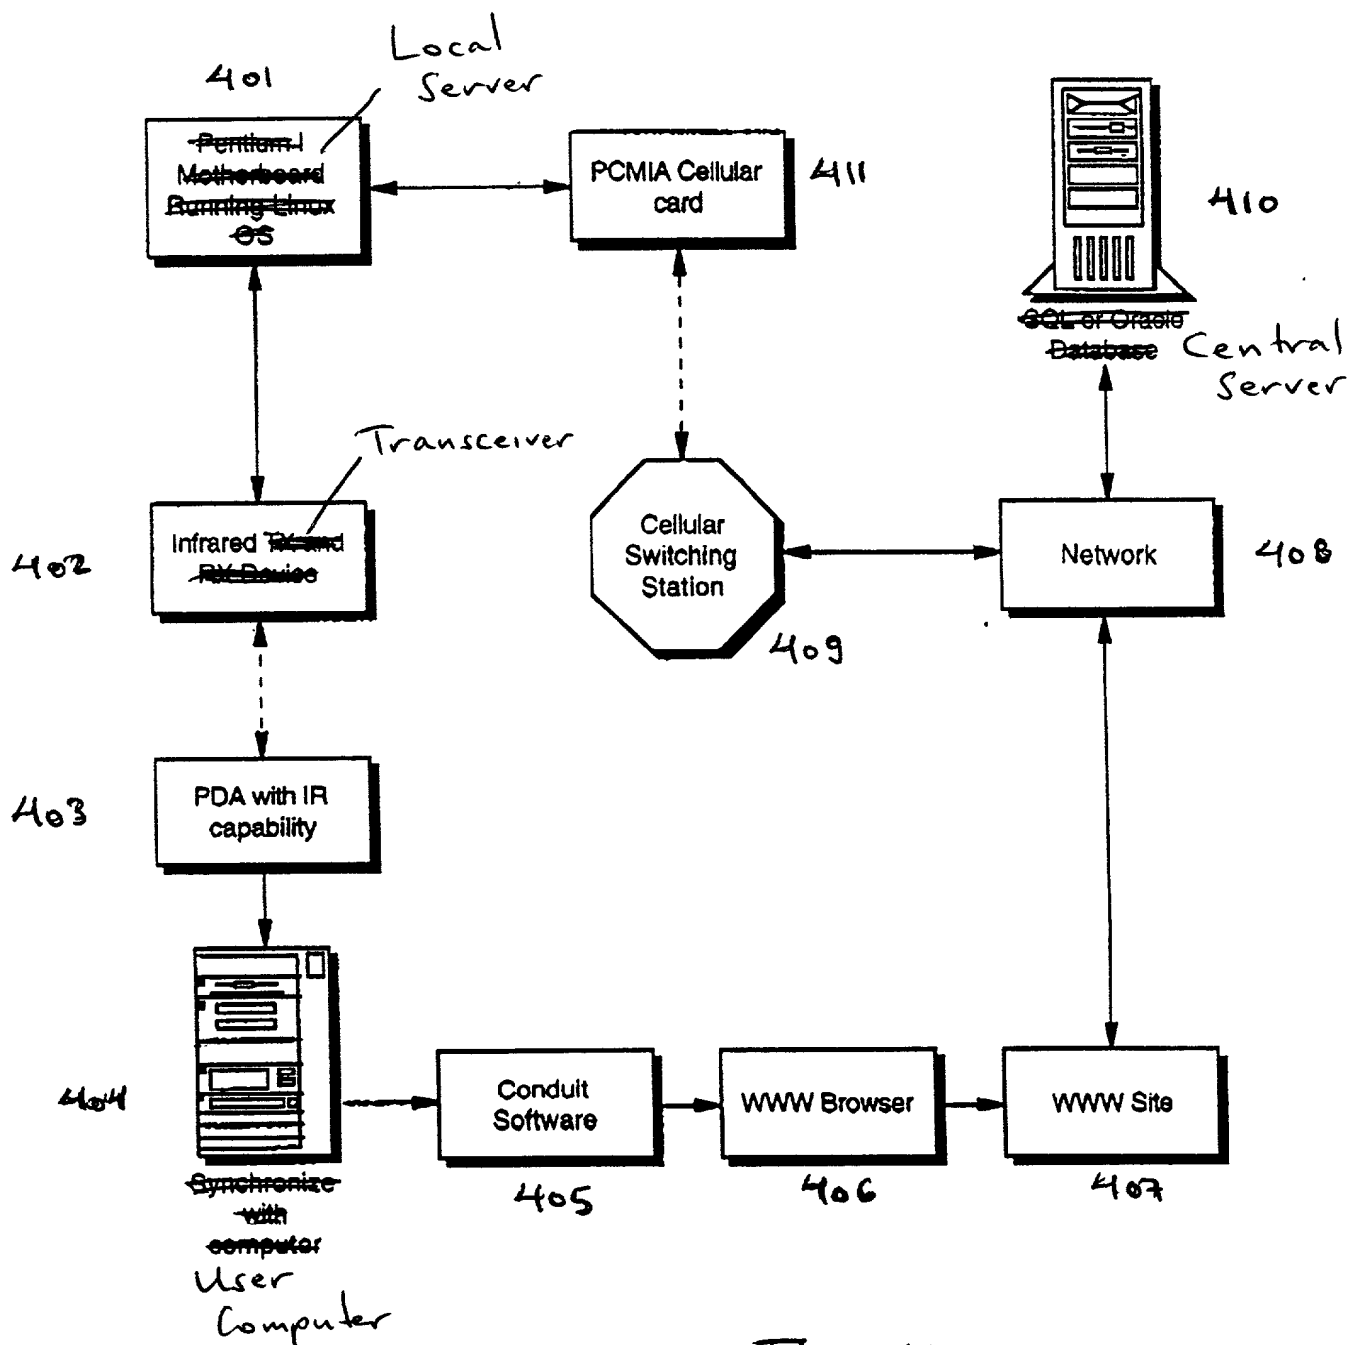 Local
Server
401
Pentium I
Motherboard
Running Linux
OS
PCMIA Cellular
card
411
410
SQL or Oracle
Database
Central
Server
Transceiver
Infrared TX and
RX Device
402
Cellular
Switching
Station
409
Network
408
PDA with IR
capability
403
404
Synchronize
with
computer
User
Computer
Conduit
Software
405
WWW Browser
406
WWW Site
407